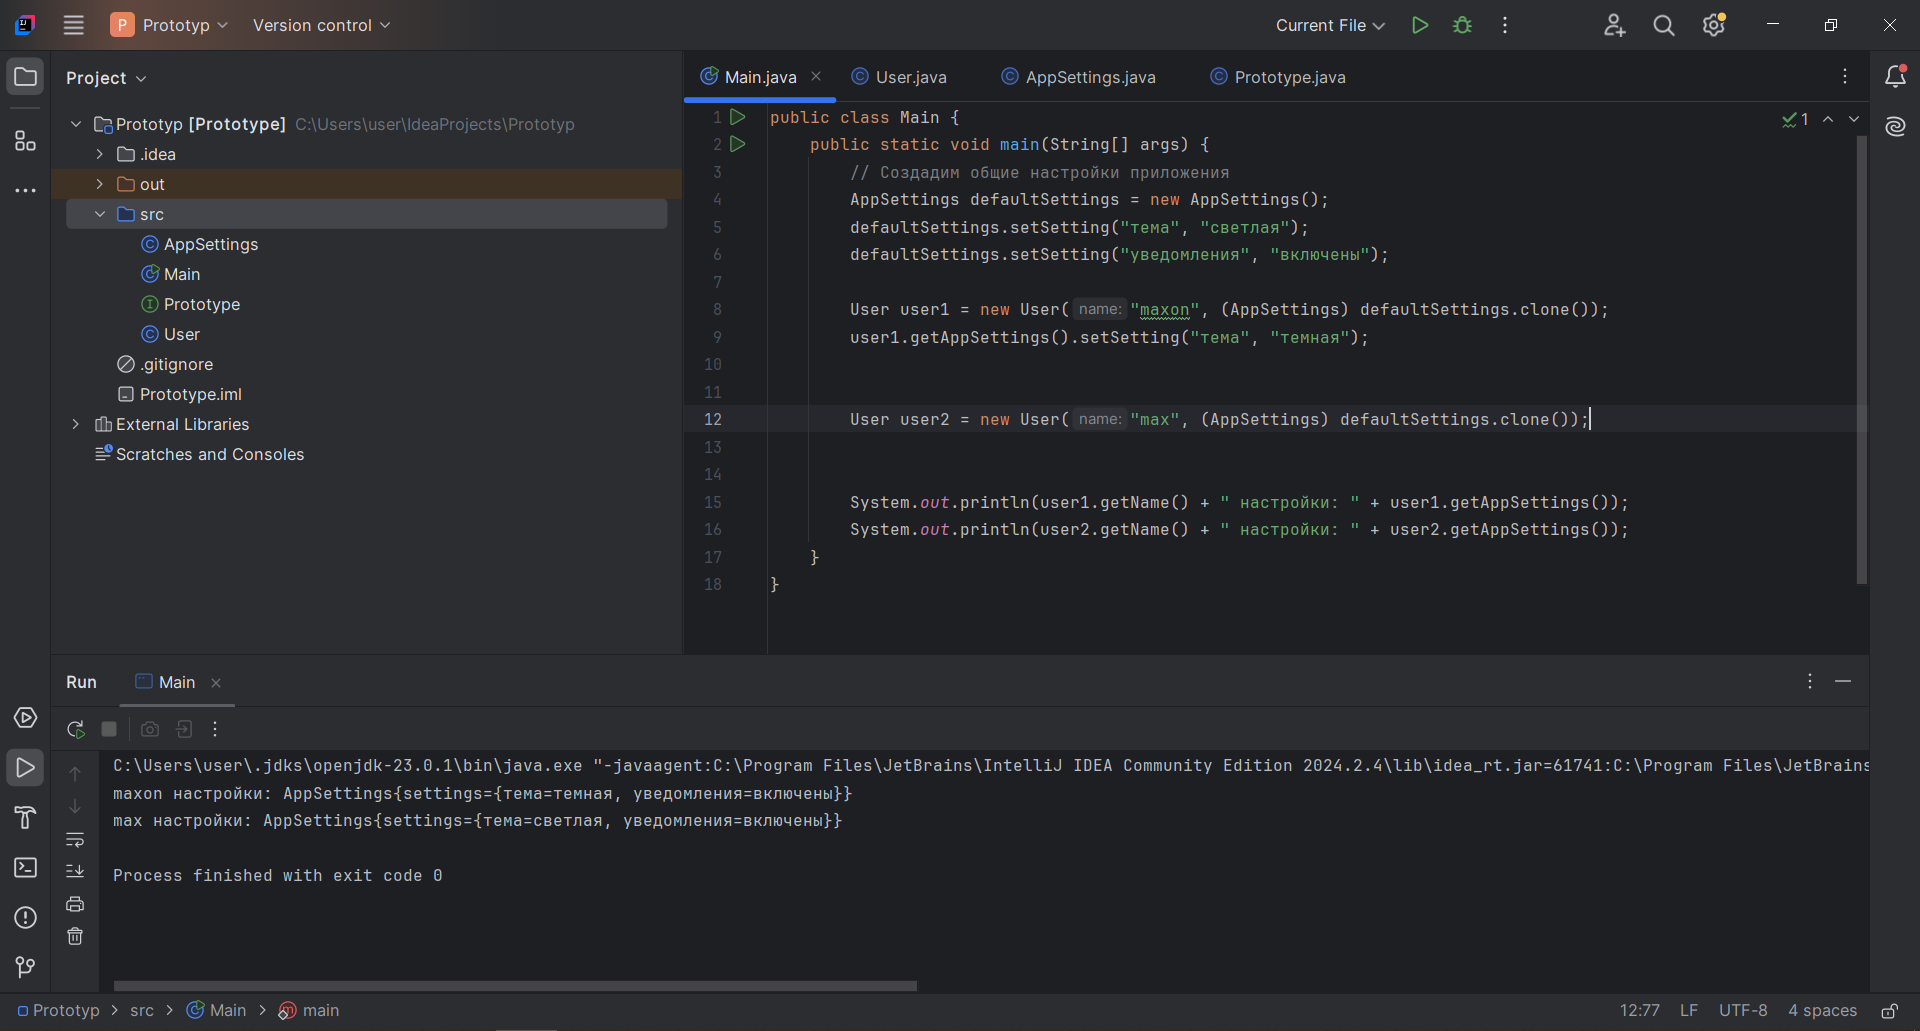 P Prototyp Version control Current File
Project
Prototyp [Prototype] C:\Users\user\IdeaProjects\Prototyp
.idea
out
src
AppSettings
Main
Prototype
User
.gitignore
Prototype.iml
External Libraries
Scratches and Consoles
Main.java User.java AppSettings.java Prototype.java
1 public class Main {
1
2 public static void main(String[] args) {
3 // Создадим общие настройки приложения
4 AppSettings defaultSettings = new AppSettings();
5 defaultSettings.setSetting("тема", "светлая");
6 defaultSettings.setSetting("уведомления", "включены");
7
8 User user1 = new User( name: "maxon", (AppSettings) defaultSettings.clone());
9 user1.getAppSettings().setSetting("тема", "темная");
10
11
12 User user2 = new User( name: "max", (AppSettings) defaultSettings.clone());
13
14
15 System.out.println(user1.getName() + " настройки: " + user1.getAppSettings());
16 System.out.println(user2.getName() + " настройки: " + user2.getAppSettings());
17 }
18 }
Run Main
C:\Users\user\.jdks\openjdk-23.0.1\bin\java.exe "-javaagent:C:\Program Files\JetBrains\IntelliJ IDEA Community Edition 2024.2.4\lib\idea_rt.jar=61741:C:\Program Files\JetBrains
maxon настройки: AppSettings{settings={тема=темная, уведомления=включены}}
max настройки: AppSettings{settings={тема=светлая, уведомления=включены}}
Process finished with exit code 0
Prototyp > src > Main > main 12:77 LF UTF-8 4 spaces